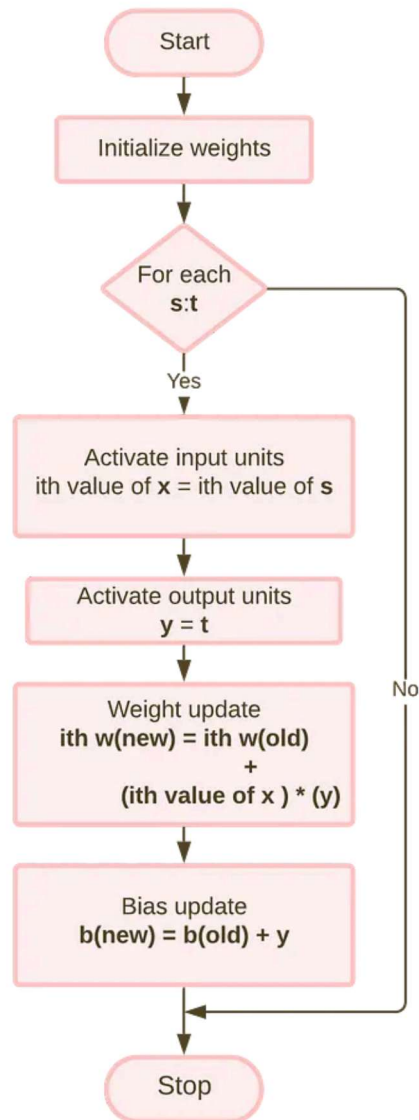 Start
Initialize weights
For each
s:t
Yes
Activate input units
ith value of x = ith value of s
Activate output units
y = t
No
Weight update
ith w(new) = ith w(old)
+
(ith value of x ) * (y)
Bias update
b(new) = b(old) + y
Stop